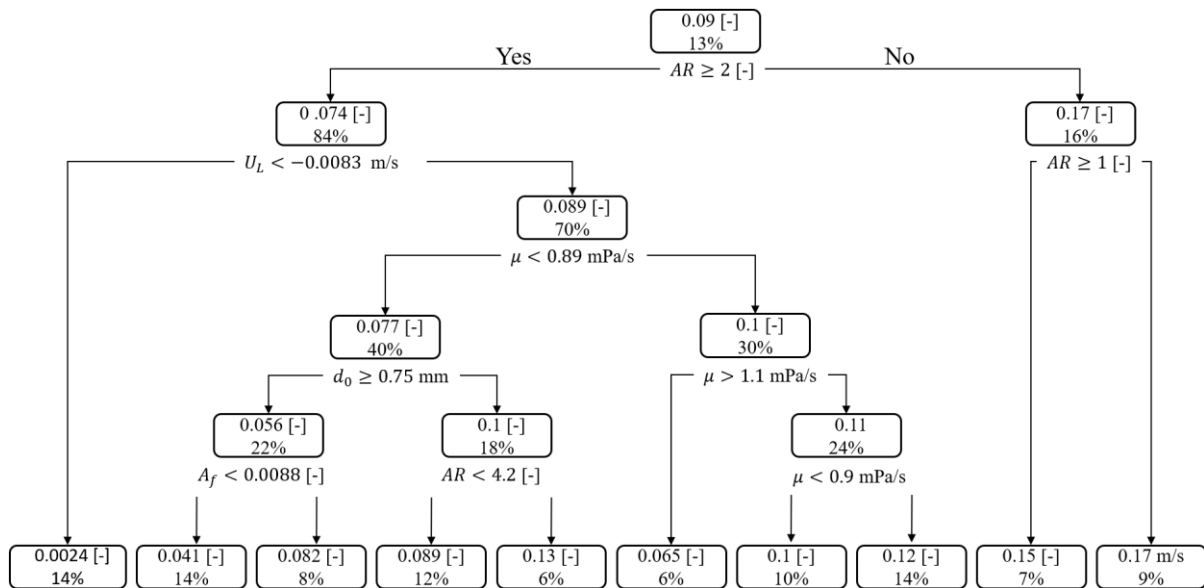 0.09 [-]
13%
Yes
AR ≥ 2 [-]
No
0 .074 [-]
84%
0.17 [-]
16%
U_L < −0.0083 m/s
AR ≥ 1 [-]
0.089 [-]
70%
μ < 0.89 mPa/s
0.077 [-]
40%
0.1 [-]
30%
d_0 ≥ 0.75 mm
μ > 1.1 mPa/s
0.056 [-]
22%
0.1 [-]
18%
0.11
24%
A_f < 0.0088 [-]
AR < 4.2 [-]
μ < 0.9 mPa/s
0.0024 [-]
14%
0.041 [-]
14%
0.082 [-]
8%
0.089 [-]
12%
0.13 [-]
6%
0.065 [-]
6%
0.1 [-]
10%
0.12 [-]
14%
0.15 [-]
7%
0.17 m/s
9%